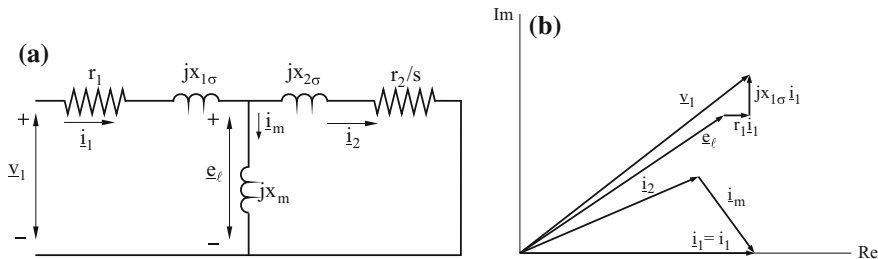 (a)
r₁
jx₁σ
jx₂σ
r₂/s
+
i₁
+
iₘ
i₂
v₁
eℓ
jxₘ
−
−
(b)
Im
v₁
jx₁σ i₁
r₁i₁
eℓ
i₂
iₘ
i₁= i₁
Re